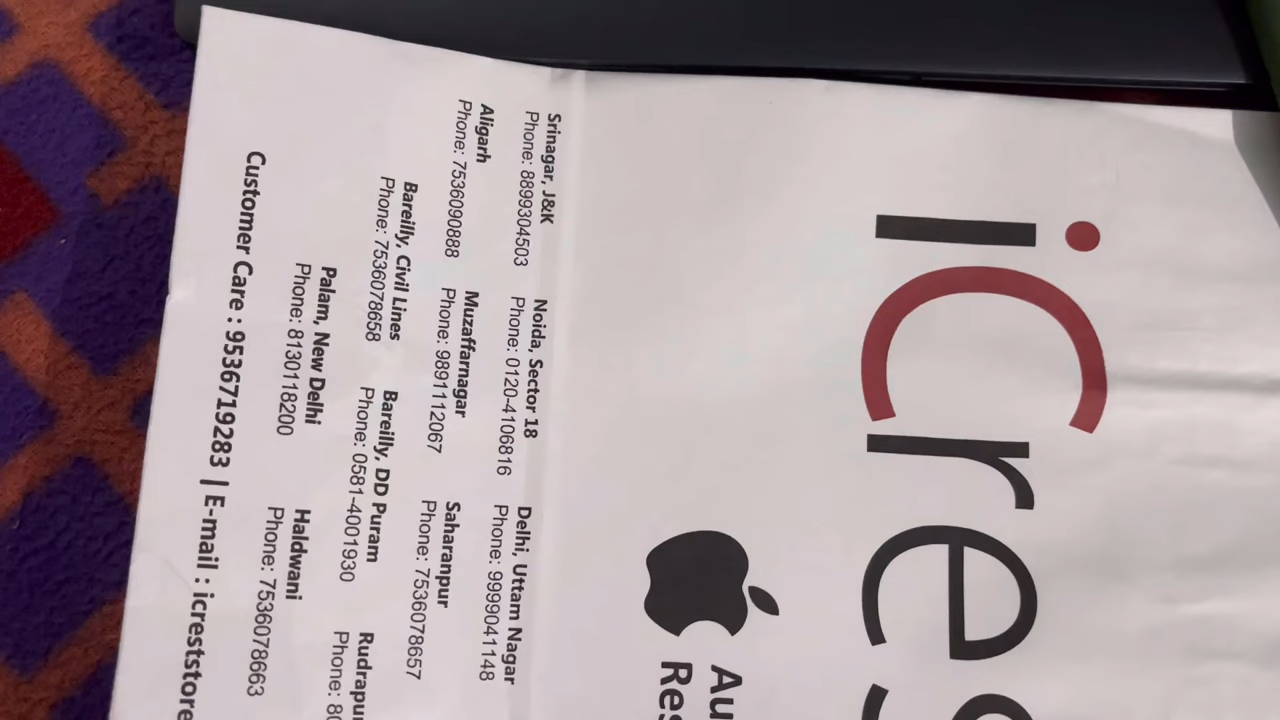 iCres
Au
Res
Srinagar, J&K Noida, Sector 18 Delhi, Uttam Nagar
Phone: 8899304503 Phone: 0120-4106816 Phone: 9999041148
Aligarh Muzaffarnagar Saharanpur
Phone: 7536090888 Phone: 9891112067 Phone: 7536078657
Bareilly, Civil Lines Bareilly, DD Puram Rudrapu
Phone: 7536078658 Phone: 0581-4001930 Phone: 80
Palam, New Delhi Haldwani
Phone: 8130118200 Phone: 7536078663
Customer Care : 9536719283 | E-mail : icreststore